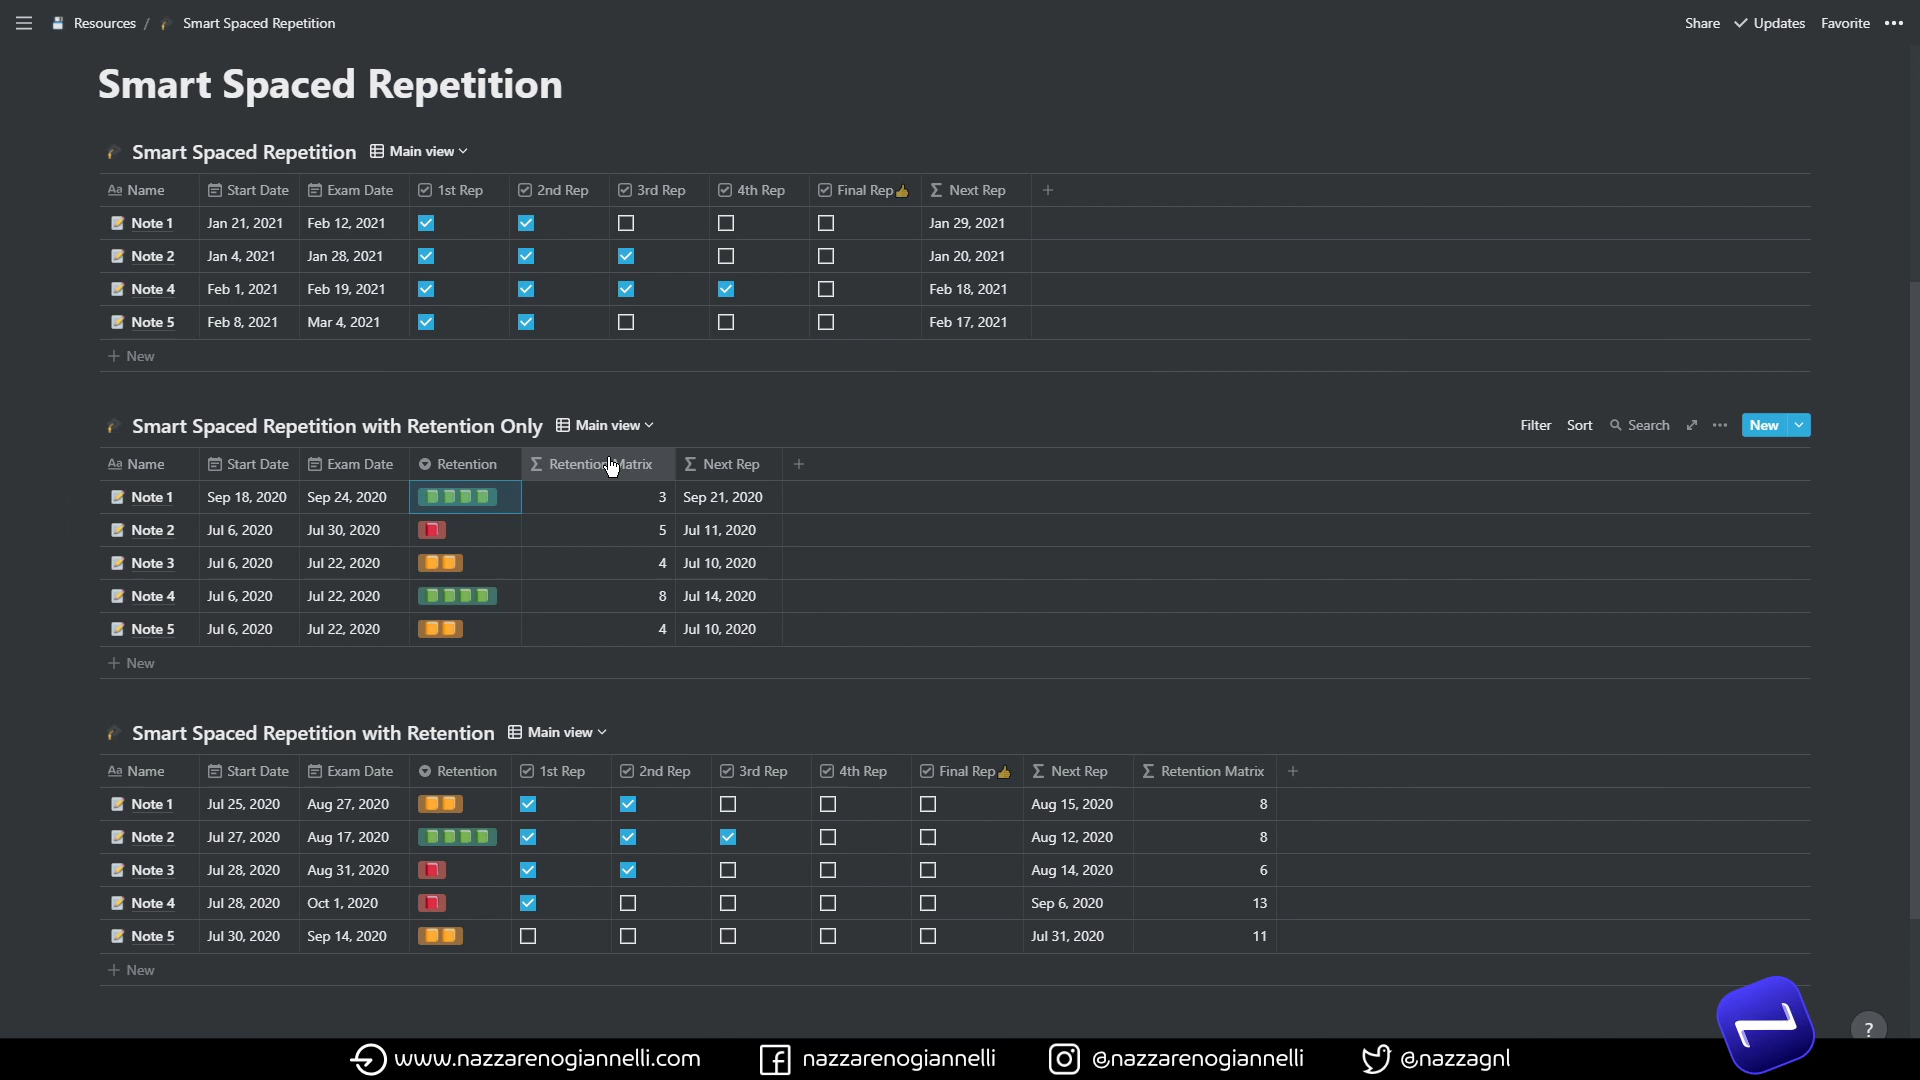 Resources / Smart Spaced Repetition
Share Updates Favorite
Smart Spaced Repetition
Smart Spaced Repetition Main view
Aa Name Start Date Exam Date 1st Rep 2nd Rep 3rd Rep 4th Rep Final Rep👍 Σ Next Rep +
Note 1 Jan 21, 2021 Feb 12, 2021 Jan 29, 2021
Note 2 Jan 4, 2021 Jan 28, 2021 Jan 20, 2021
Note 4 Feb 1, 2021 Feb 19, 2021 Feb 18, 2021
Note 5 Feb 8, 2021 Mar 4, 2021 Feb 17, 2021
+ New
Smart Spaced Repetition with Retention Only Main view
Filter Sort Search New
Aa Name Start Date Exam Date Retention Σ Retention Matrix Σ Next Rep +
Note 1 Sep 18, 2020 Sep 24, 2020 3 Sep 21, 2020
Note 2 Jul 6, 2020 Jul 30, 2020 5 Jul 11, 2020
Note 3 Jul 6, 2020 Jul 22, 2020 4 Jul 10, 2020
Note 4 Jul 6, 2020 Jul 22, 2020 8 Jul 14, 2020
Note 5 Jul 6, 2020 Jul 22, 2020 4 Jul 10, 2020
+ New
Smart Spaced Repetition with Retention Main view
Aa Name Start Date Exam Date Retention 1st Rep 2nd Rep 3rd Rep 4th Rep Final Rep👍 Σ Next Rep Σ Retention Matrix +
Note 1 Jul 25, 2020 Aug 27, 2020 Aug 15, 2020 8
Note 2 Jul 27, 2020 Aug 17, 2020 Aug 12, 2020 8
Note 3 Jul 28, 2020 Aug 31, 2020 Aug 14, 2020 6
Note 4 Jul 28, 2020 Oct 1, 2020 Sep 6, 2020 13
Note 5 Jul 30, 2020 Sep 14, 2020 Jul 31, 2020 11
+ New
?
www.nazzarenogiannelli.com nazzarenogiannelli @nazzarenogiannelli @nazzagnl